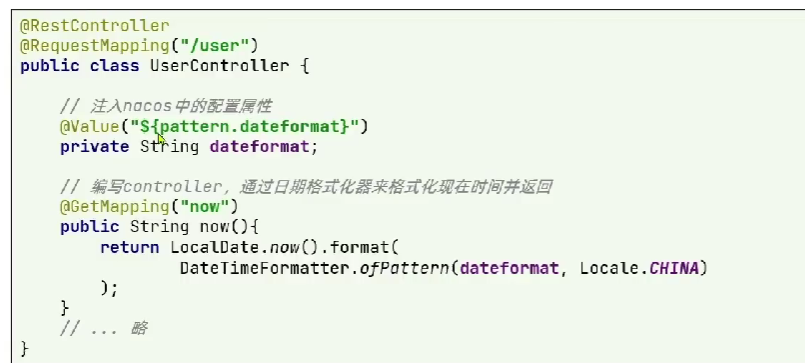 @RestController
@RequestMapping("/user")
public class UserController {
// 注入nacos中的配置属性
@Value("${pattern.dateformat}")
private String dateformat;
// 编写controller，通过日期格式化器来格式化现在时间并返回
@GetMapping("now")
public String now(){
return LocalDate.now().format(
DateTimeFormatter.ofPattern(dateformat, Locale.CHINA)
);
}
// ... 略
}